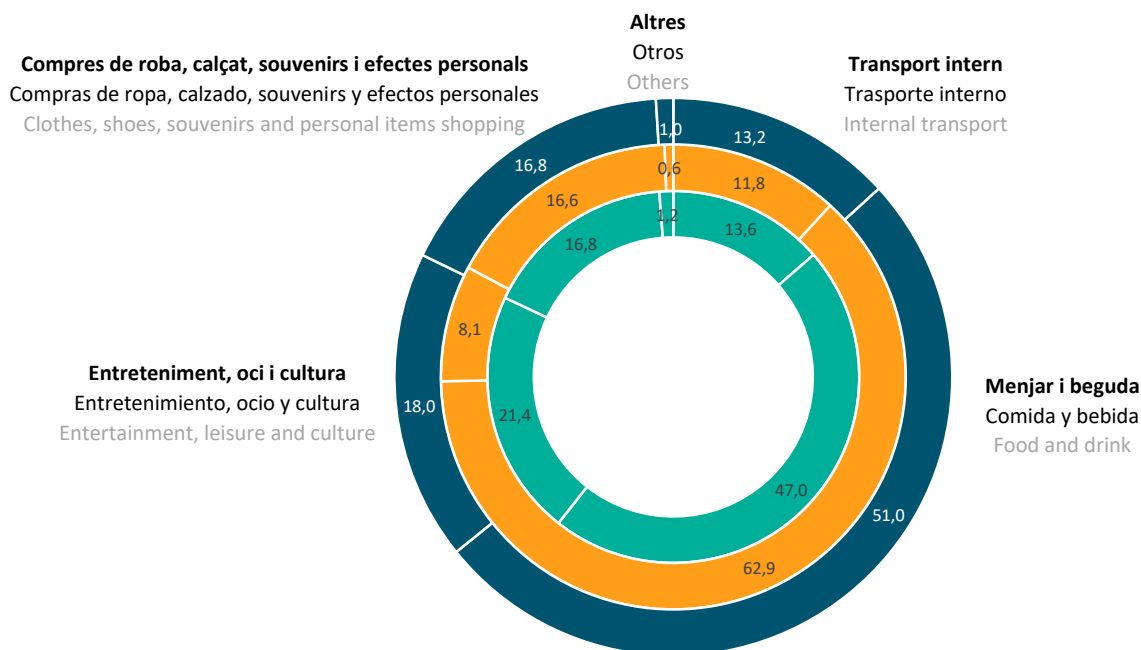 Altres
Otros
Others
Compres de roba, calçat, souvenirs i efectes personals
Compras de ropa, calzado, souvenirs y efectos personales
Clothes, shoes, souvenirs and personal items shopping
Transport intern
Trasporte interno
Internal transport
1,0
13,2
16,8
0,6
11,8
16,6
1,2
13,6
16,8
8,1
Entreteniment, oci i cultura
Entretenimiento, ocio y cultura
Entertainment, leisure and culture
18,0
21,4
Menjar i beguda
Comida y bebida
Food and drink
47,0
51,0
62,9